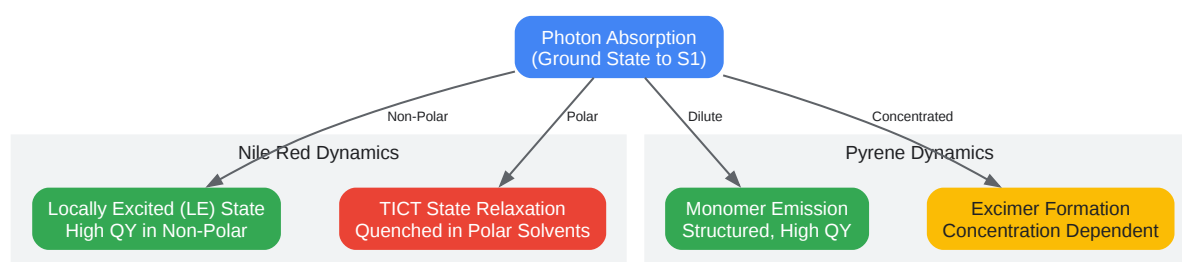 Photon Absorption
(Ground State to S1)
Non-Polar
Polar
Dilute
Concentrated
Nile Red Dynamics
Pyrene Dynamics
Locally Excited (LE) State
High QY in Non-Polar
TICT State Relaxation
Quenched in Polar Solvents
Monomer Emission
Structured, High QY
Excimer Formation
Concentration Dependent